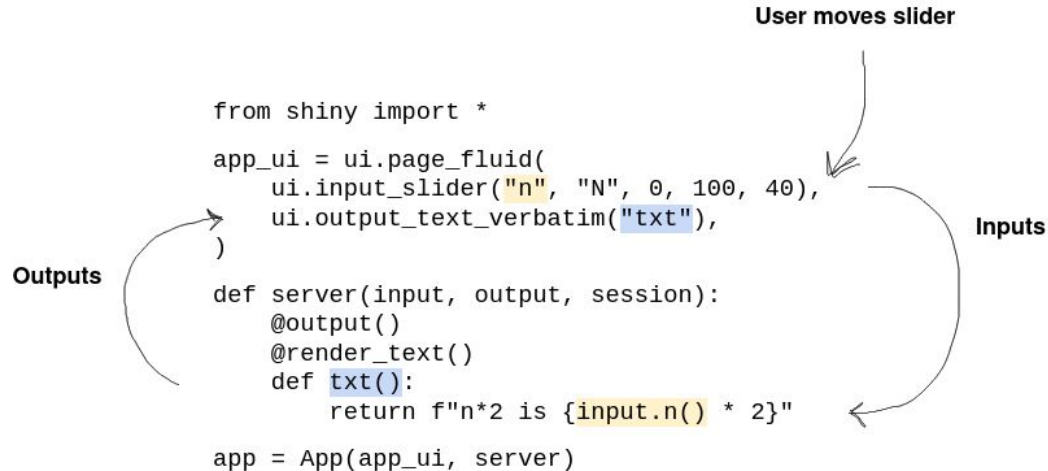 User moves slider
from shiny import *
app_ui = ui.page_fluid(
    ui.input_slider("n", "N", 0, 100, 40),
    ui.output_text_verbatim("txt"),
)
Inputs
Outputs
def server(input, output, session):
    @output()
    @render_text()
    def txt():
        return f"n*2 is {input.n() * 2}"
app = App(app_ui, server)